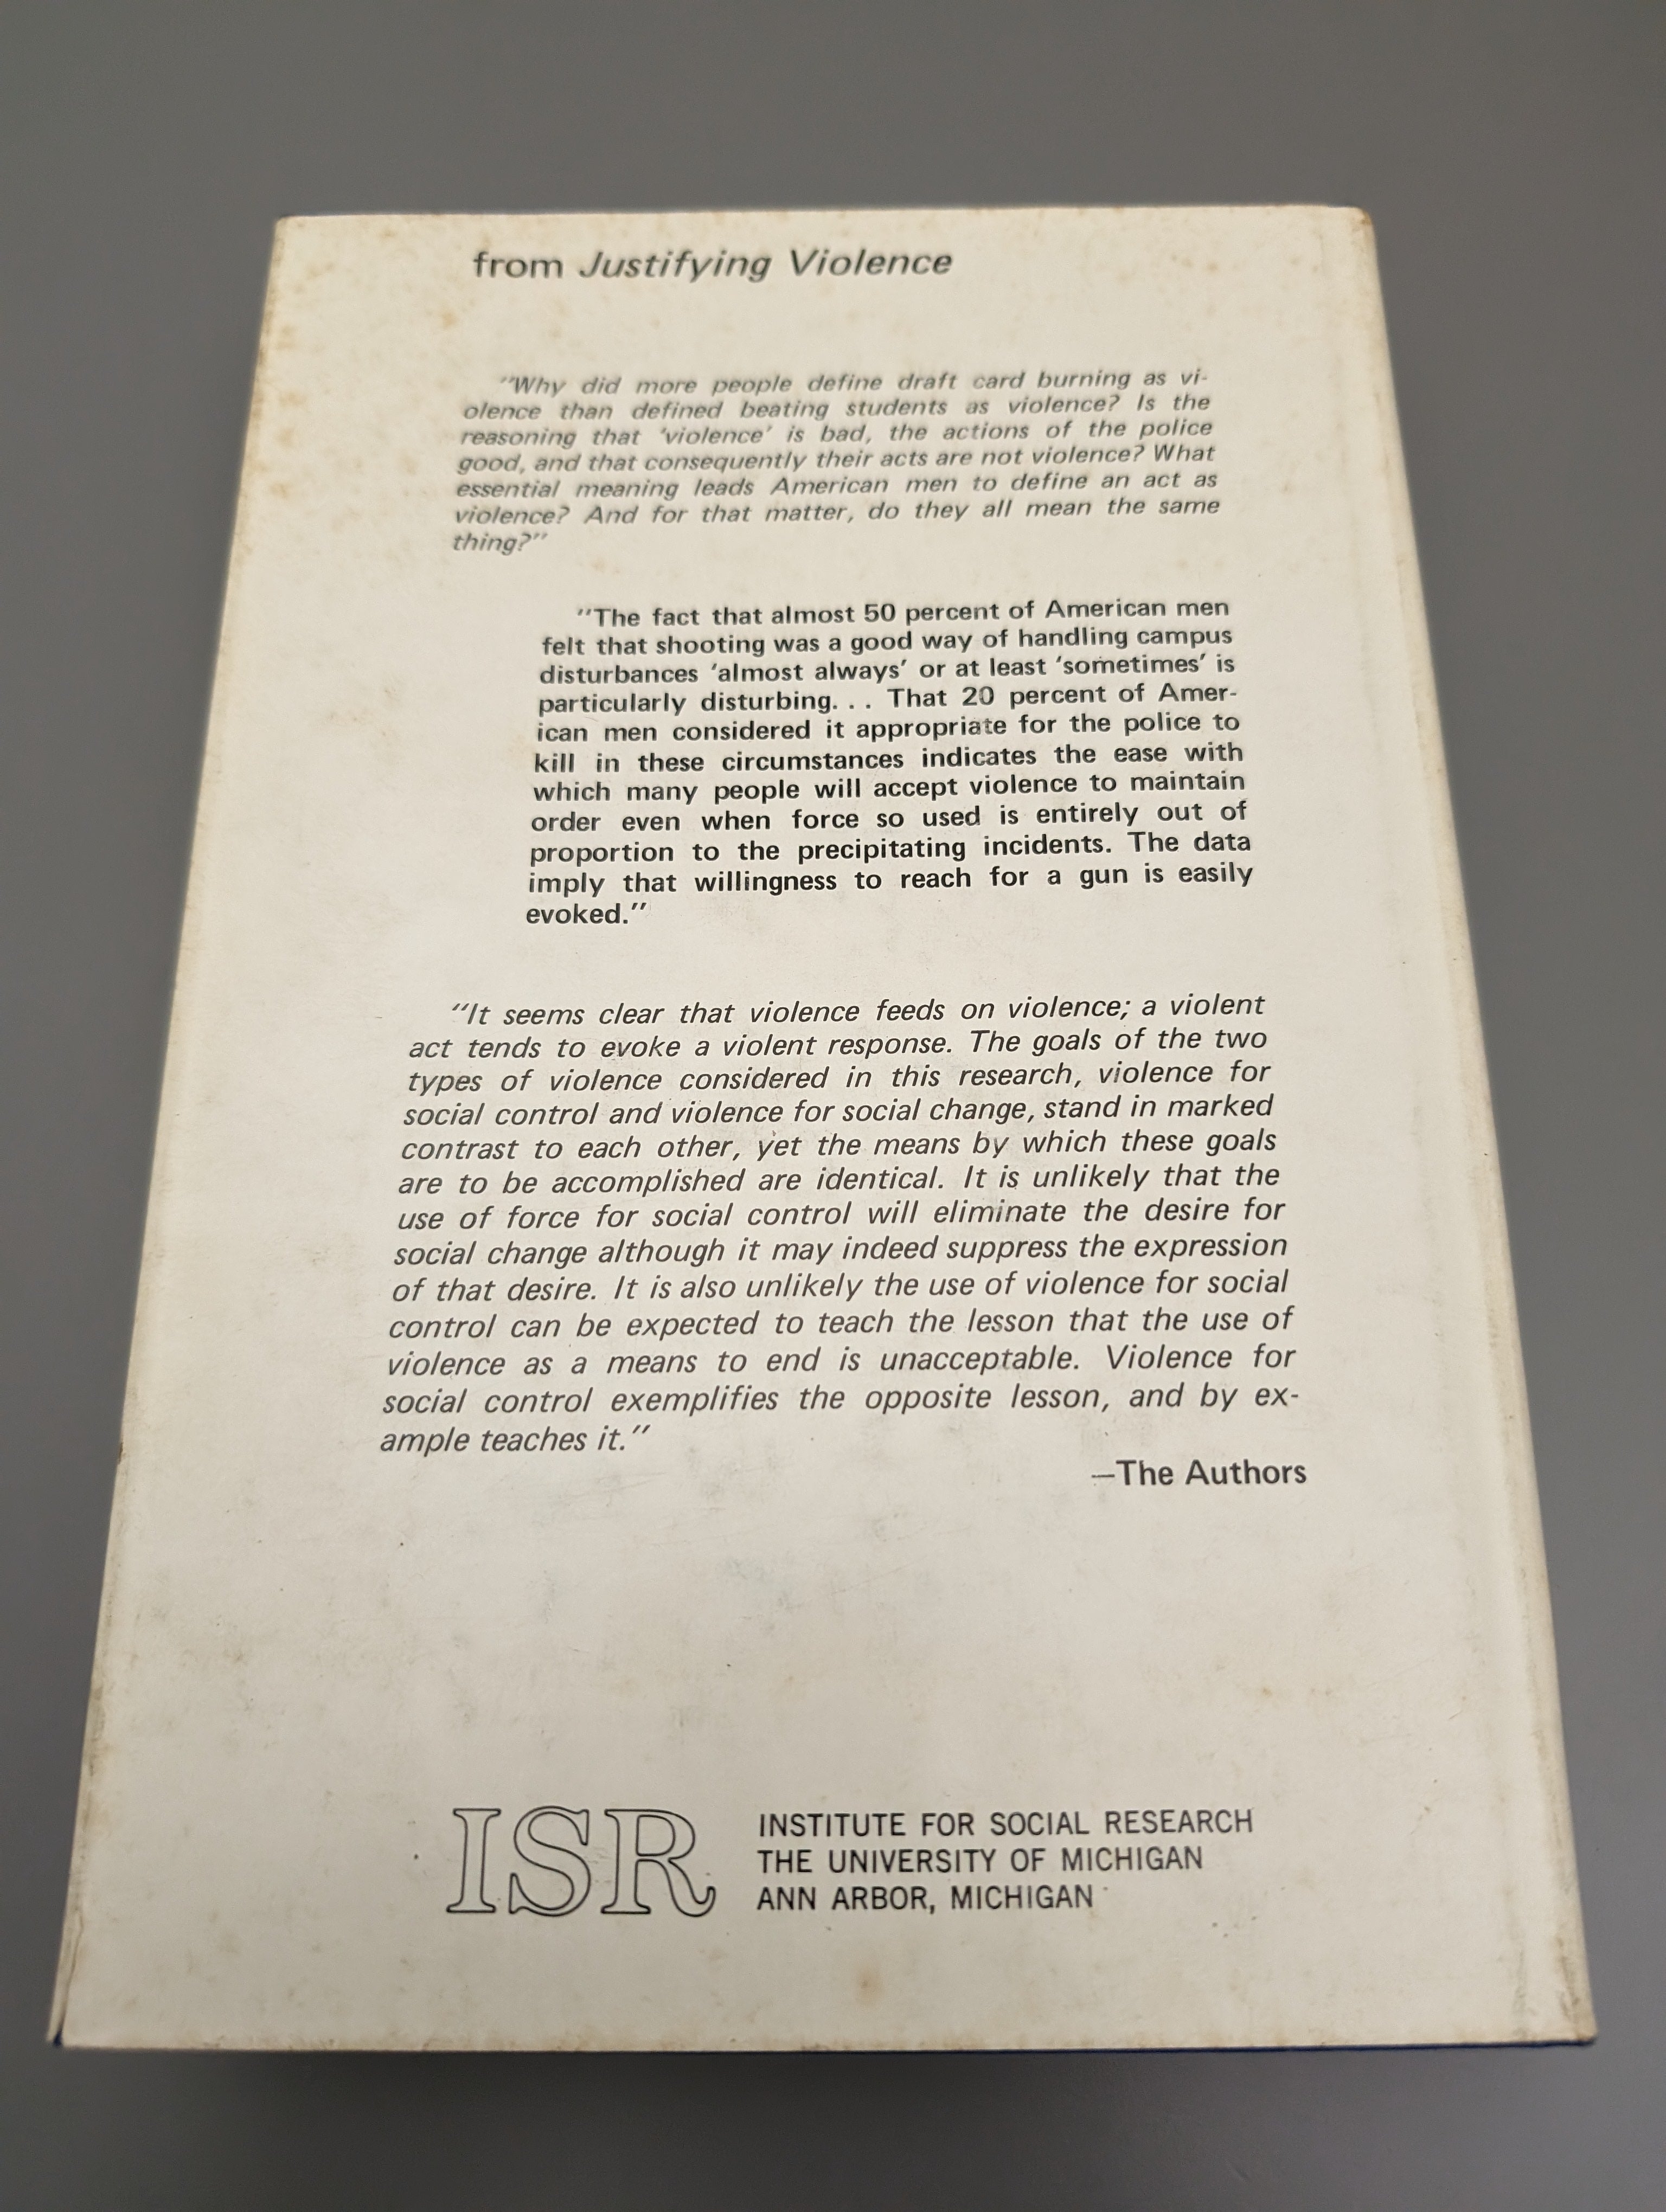 from Justifying Violence
"Why did more people define draft card burning as vi-
olence than defined beating students as violence? Is the
reasoning that 'violence' is bad, the actions of the police
good, and that consequently their acts are not violence? What
essential meaning leads American men to define an act as
violence? And for that matter, do they all mean the same
thing?"
"The fact that almost 50 percent of American men
felt that shooting was a good way of handling campus
disturbances 'almost always' or at least 'sometimes' is
particularly disturbing. . . That 20 percent of Amer-
ican men considered it appropriate for the police to
kill in these circumstances indicates the ease with
which many people will accept violence to maintain
order even when force so used is entirely out of
proportion to the precipitating incidents. The data
imply that willingness to reach for a gun is easily
evoked."
"It seems clear that violence feeds on violence; a violent
act tends to evoke a violent response. The goals of the two
types of violence considered in this research, violence for
social control and violence for social change, stand in marked
contrast to each other, yet the means by which these goals
are to be accomplished are identical. It is unlikely that the
use of force for social control will eliminate the desire for
social change although it may indeed suppress the expression
of that desire. It is also unlikely the use of violence for social
control can be expected to teach the lesson that the use of
violence as a means to end is unacceptable. Violence for
social control exemplifies the opposite lesson, and by ex-
ample teaches it."
—The Authors
ISR
INSTITUTE FOR SOCIAL RESEARCH
THE UNIVERSITY OF MICHIGAN
ANN ARBOR, MICHIGAN